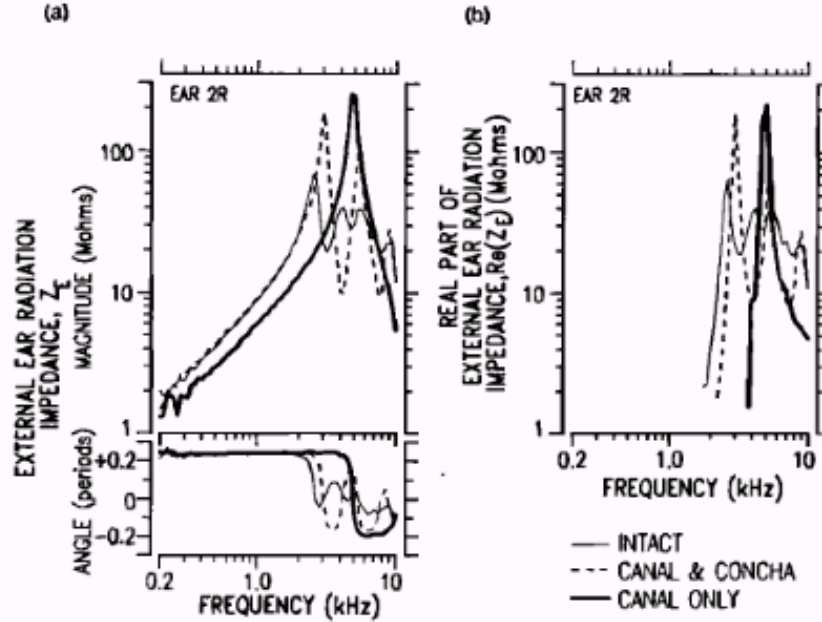 (a)
(b)
EAR 2R
EXTERNAL EAR RADIATION
IMPEDANCE, Z_E
MAGNITUDE (Mohms)
100
10
1
ANGLE (periods)
+0.2
0
-0.2
0.2
1.0
10
FREQUENCY (kHz)
EAR 2R
REAL PART OF
EXTERNAL EAR RADIATION
IMPEDANCE, Re(Z_E) (Mohms)
100
10
1
0.2
1.0
10
FREQUENCY (kHz)
INTACT
CANAL & CONCHA
CANAL ONLY